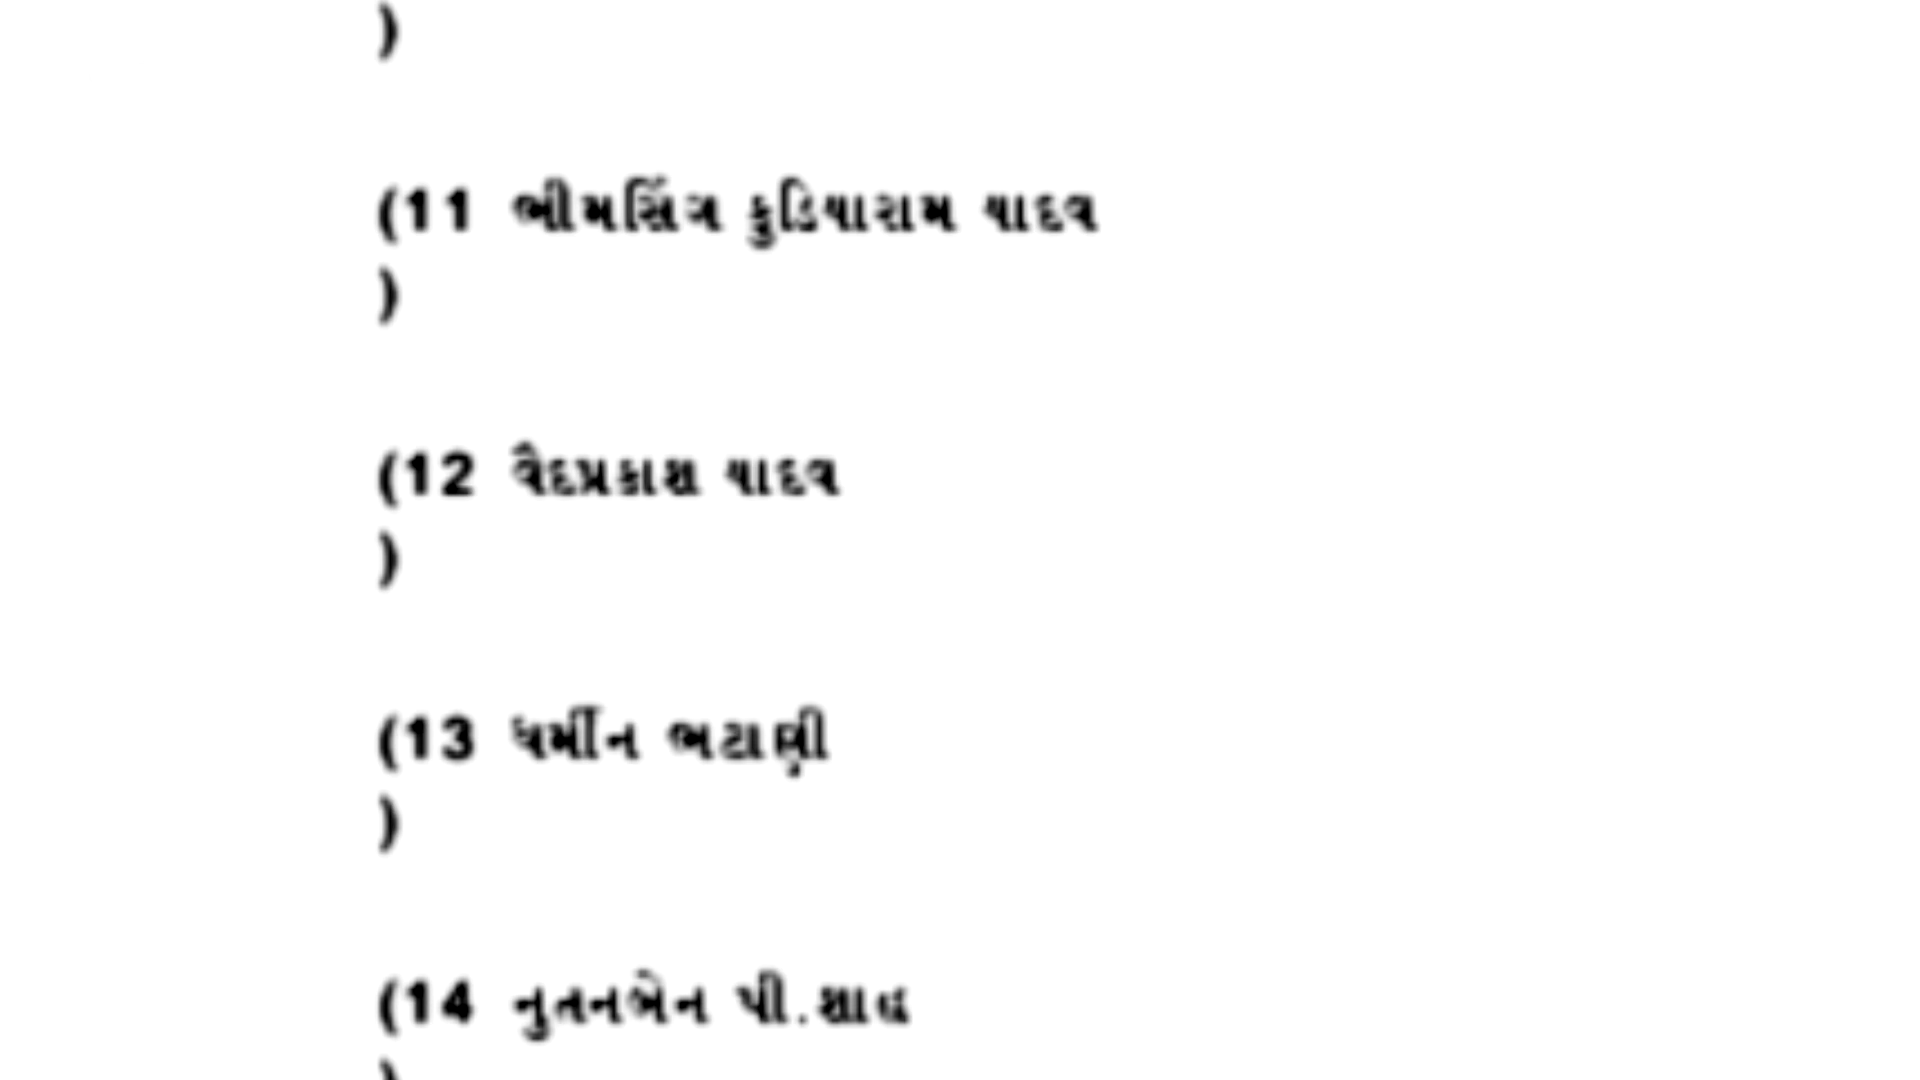 )
(11 ભીમસિંગ કુડિયારામ યાદવ
)
(12 વેદપ્રકાશ યાદવ
)
(13 ધર્મીન ભટાણી
)
(14 નુતનબેન પી.શાહ
)